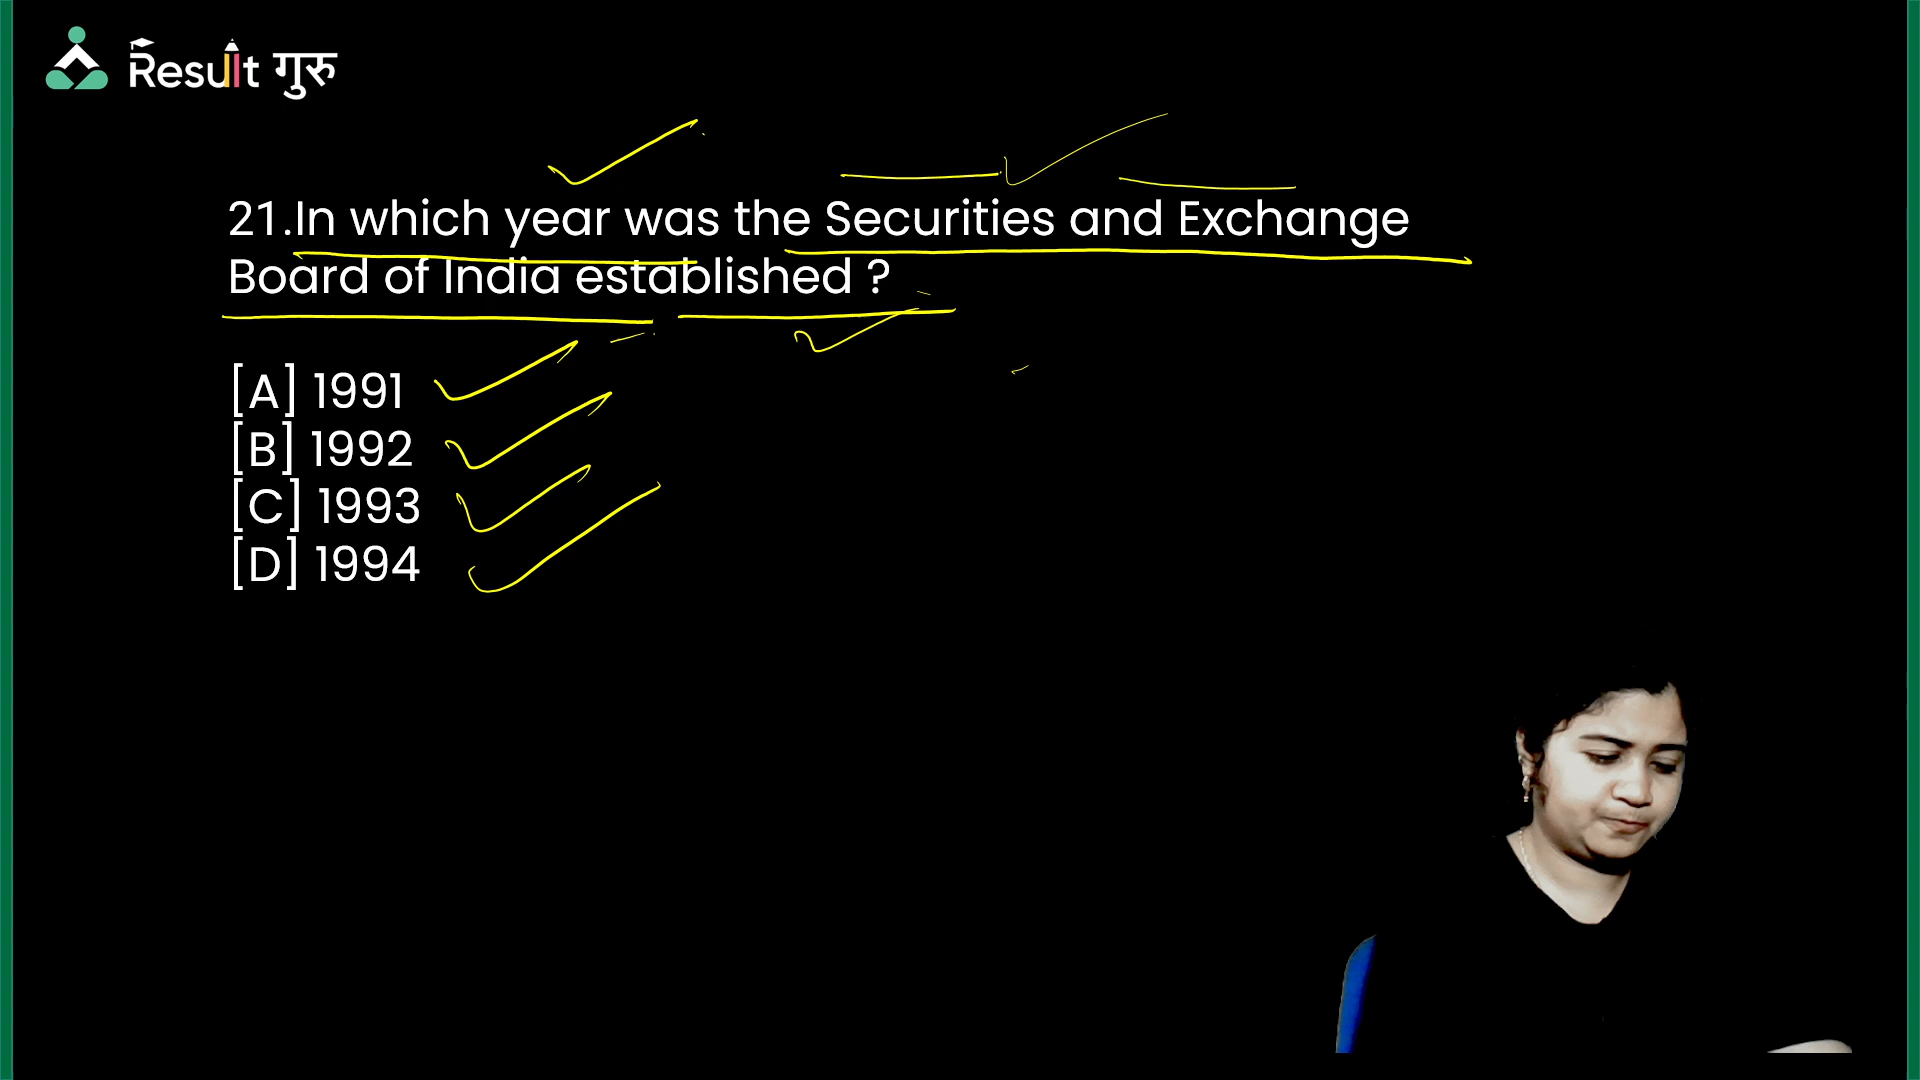 Result गुरु
21.In which year was the Securities and Exchange
Board of India established ?
[A] 1991
[B] 1992
[C] 1993
[D] 1994